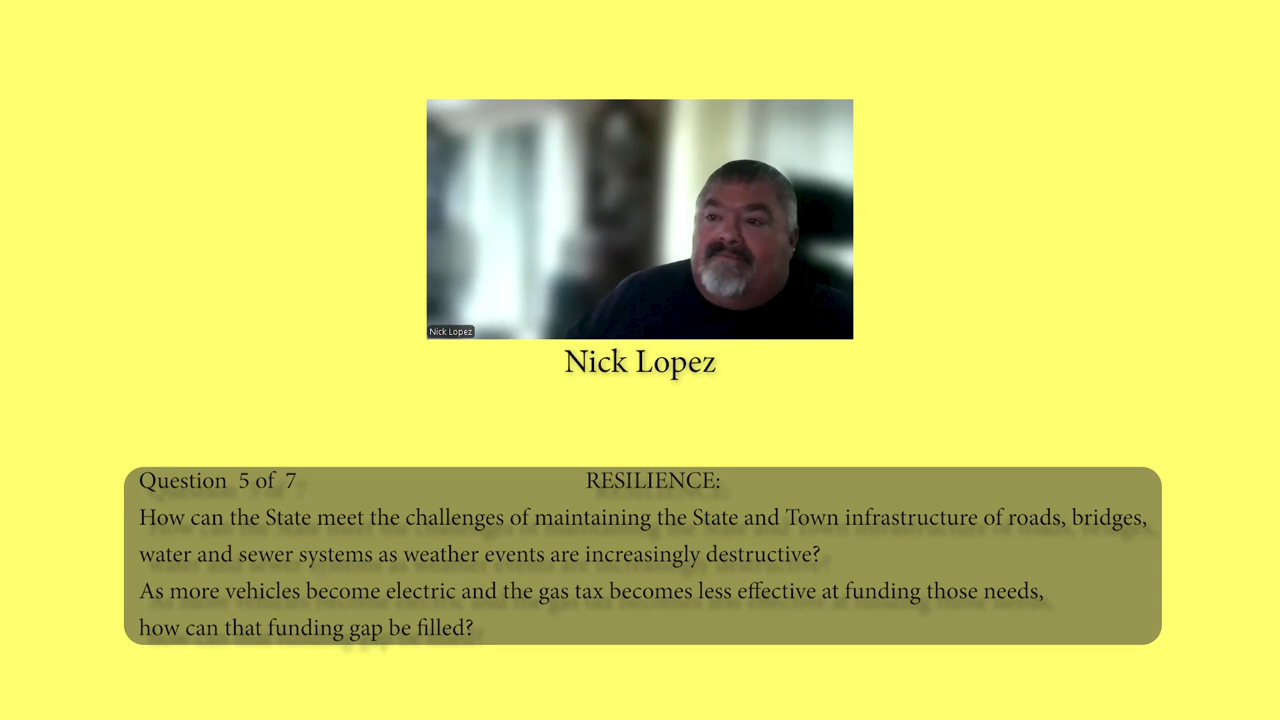 Nick Lopez
Nick Lopez
Question 5 of 7 RESILIENCE:
How can the State meet the challenges of maintaining the State and Town infrastructure of roads, bridges,
water and sewer systems as weather events are increasingly destructive?
As more vehicles become electric and the gas tax becomes less effective at funding those needs,
how can that funding gap be filled?